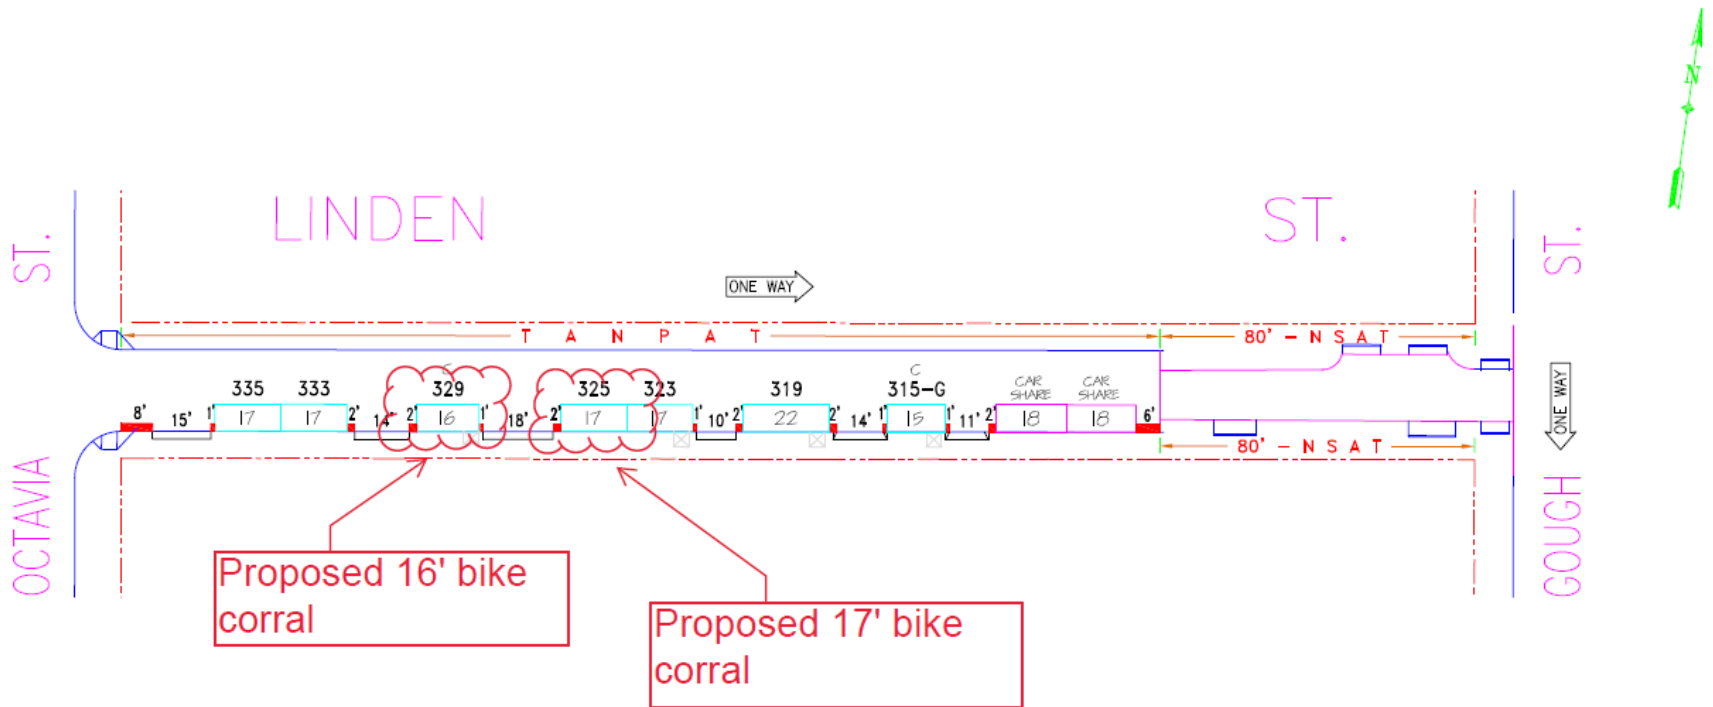 N
LINDEN ST.
ST.
ST.
ONE WAY
T A N P A T
80' - N S A T
C
335 333 329 325 323 319 315-G CAR SHARE CAR SHARE
8' 15' 1' 17 17 2' 14' 2' 16 1' 18' 2' 17 17 1' 10' 2' 22 2' 14' 1' 15 1' 11' 2' 18 18 6'
ONE WAY
80' - N S A T
OCTAVIA
GOUGH
Proposed 16' bike
corral
Proposed 17' bike
corral